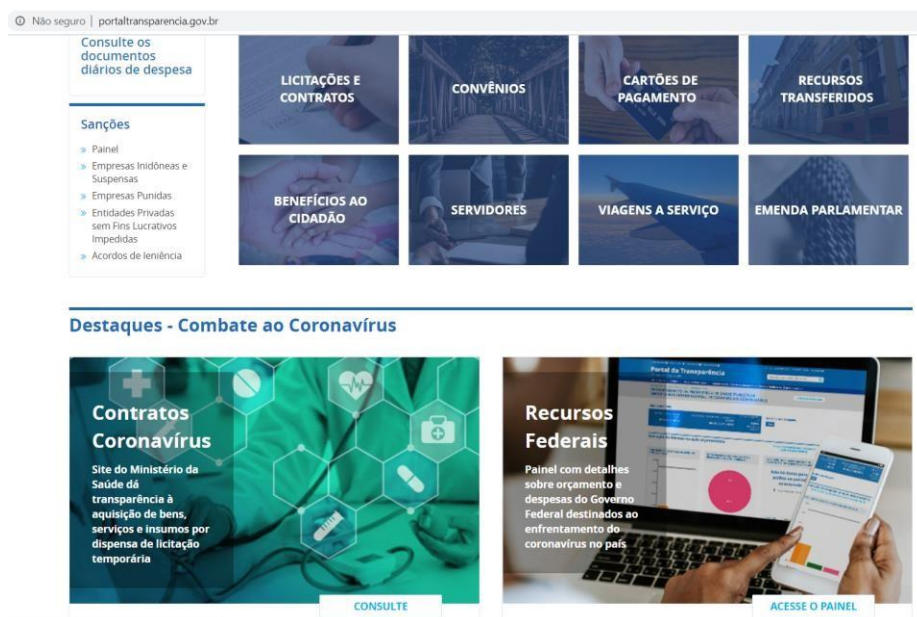 Não seguro | portaltransparencia.gov.br
Consulte os
documentos
diários de despesa
Sanções
» Painel
» Empresas Inidôneas e
Suspensas
» Empresas Punidas
» Entidades Privadas
sem Fins Lucrativos
Impedidas
» Acordos de leniência
LICITAÇÕES E
CONTRATOS
CONVÊNIOS
CARTÕES DE
PAGAMENTO
RECURSOS
TRANSFERIDOS
BENEFÍCIOS AO
CIDADÃO
SERVIDORES
VIAGENS A SERVIÇO
EMENDA PARLAMENTAR
Destaques - Combate ao Coronavírus
Contratos
Coronavírus
Site do Ministério da
Saúde dá
transparência à
aquisição de bens,
serviços e insumos por
dispensa de licitação
temporária
CONSULTE
Recursos
Federais
Painel com detalhes
sobre orçamento e
despesas do Governo
Federal destinados ao
enfrentamento do
coronavírus no país
Portal da Transparência
ACESSE O PAINEL